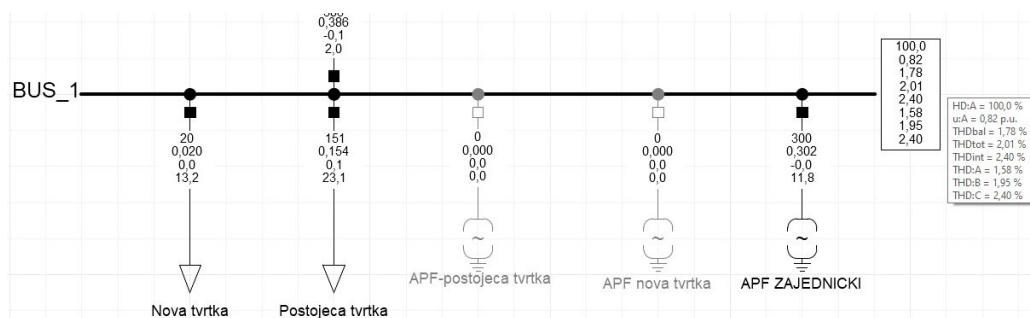 0,386
-0,1
2,0
BUS_1
20
0,020
0,0
13,2
151
0,154
0,1
23,1
0
0,000
0,0
0,0
0
0,000
0,0
0,0
300
0,302
-0,0
11,8
100,0
0,82
1,78
2,01
2,40
1,58
1,95
2,40
HD:A = 100,0 %
u:A = 0,82 p.u.
THDbal = 1,78 %
THDtot = 2,01 %
THDint = 2,40 %
THD:A = 1,58 %
THD:B = 1,95 %
THD:C = 2,40 %
~
~
~
Nova tvrtka
Postojeca tvrtka
APF-postojeca tvrtka
APF nova tvrtka
APF ZAJEDNICKI